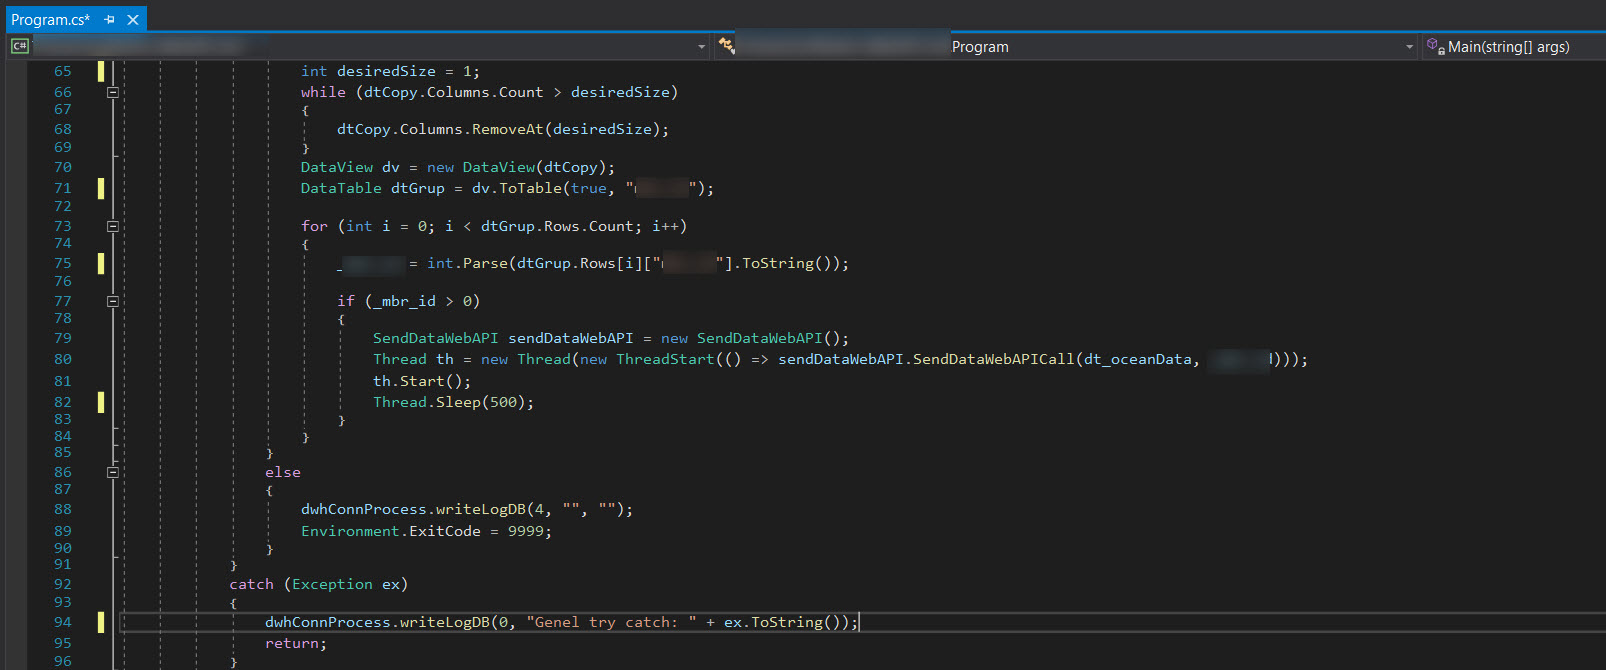 Program.cs*
C# Program Main(string[] args)
65 int desiredSize = 1;
66 while (dtCopy.Columns.Count > desiredSize)
67 {
68 dtCopy.Columns.RemoveAt(desiredSize);
69 }
70 DataView dv = new DataView(dtCopy);
71 DataTable dtGrup = dv.ToTable(true, "");
72
73 for (int i = 0; i < dtGrup.Rows.Count; i++)
74 {
75 _ = int.Parse(dtGrup.Rows[i][""].ToString());
76
77 if (_mbr_id > 0)
78 {
79 SendDataWebAPI sendDataWebAPI = new SendDataWebAPI();
80 Thread th = new Thread(new ThreadStart(() => sendDataWebAPI.SendDataWebAPICall(dt_oceanData, )));
81 th.Start();
82 Thread.Sleep(500);
83 }
84 }
85 }
86 else
87 {
88 dwhConnProcess.writeLogDB(4, "", "");
89 Environment.ExitCode = 9999;
90 }
91 }
92 catch (Exception ex)
93 {
94 dwhConnProcess.writeLogDB(0, "Genel try catch: " + ex.ToString());
95 return;
96 }